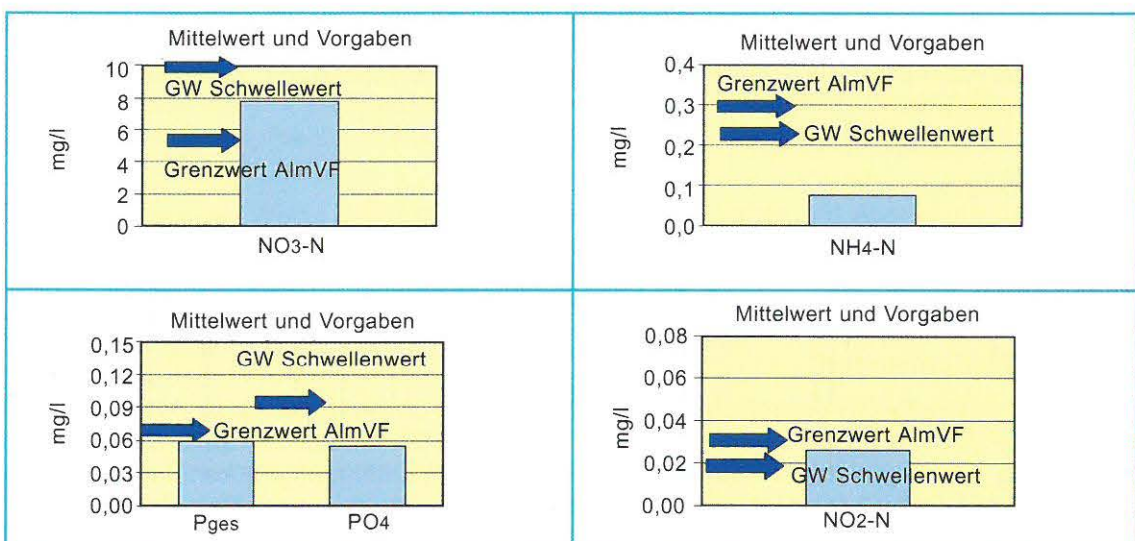 Mittelwert und Vorgaben
10
GW Schwellewert
8
mg/l
6
4
Grenzwert AlmVF
2
0
NO3-N
Mittelwert und Vorgaben
0,4
Grenzwert AlmVF
0,3
mg/l
GW Schwellenwert
0,2
0,1
0,0
NH4-N
Mittelwert und Vorgaben
0,15
GW Schwellenwert
0,12
mg/l
0,09
Grenzwert AlmVF
0,06
0,03
0,00
Pges PO4
Mittelwert und Vorgaben
0,08
0,06
mg/l
0,04
Grenzwert AlmVF
0,02
GW Schwellenwert
0,00
NO2-N